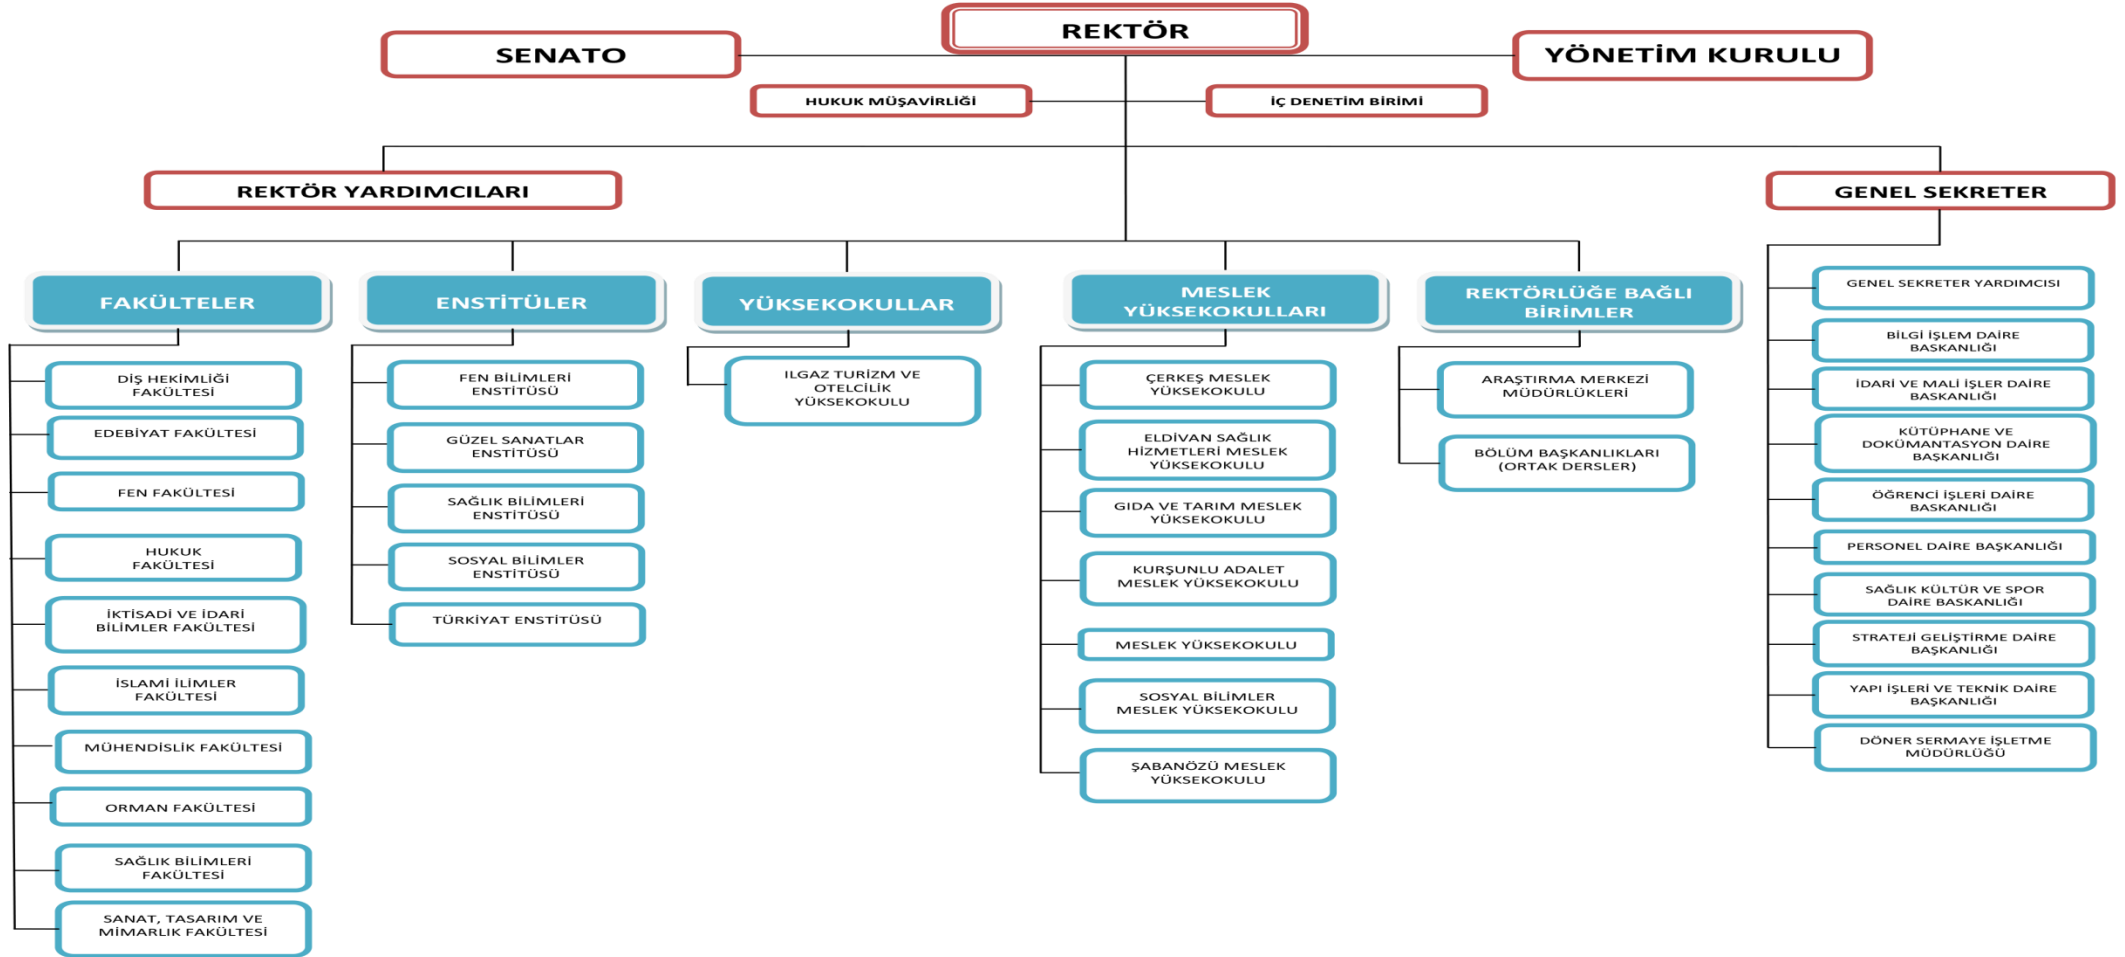 REKTÖR
SENATO
YÖNETİM KURULU
HUKUK MÜŞAVİRLİĞİ
İÇ DENETİM BİRİMİ
REKTÖR YARDIMCILARI
GENEL SEKRETER
FAKÜLTELER
DİŞ HEKİMLİĞİ
FAKÜLTESİ
EDEBİYAT FAKÜLTESİ
FEN FAKÜLTESİ
HUKUK
FAKÜLTESİ
İKTİSADİ VE İDARİ
BİLİMLER FAKÜLTESİ
İSLAMİ İLİMLER
FAKÜLTESİ
MÜHENDİSLİK FAKÜLTESİ
ORMAN FAKÜLTESİ
SAĞLIK BİLİMLERİ
FAKÜLTESİ
SANAT, TASARIM VE
MİMARLIK FAKÜLTESİ
ENSTİTÜLER
FEN BİLİMLERİ
ENSTİTÜSÜ
GÜZEL SANATLAR
ENSTİTÜSÜ
SAĞLIK BİLİMLERİ
ENSTİTÜSÜ
SOSYAL BİLİMLER
ENSTİTÜSÜ
TÜRKİYAT ENSTİTÜSÜ
YÜKSEKOKULLAR
ILGAZ TURİZM VE
OTELCİLİK
YÜKSEKOKULU
MESLEK
YÜKSEKOKULLARI
ÇERKEŞ MESLEK
YÜKSEKOKULU
ELDİVAN SAĞLIK
HİZMETLERİ MESLEK
YÜKSEKOKULU
GIDA VE TARIM MESLEK
YÜKSEKOKULU
KURŞUNLU ADALET
MESLEK YÜKSEKOKULU
MESLEK YÜKSEKOKULU
SOSYAL BİLİMLER
MESLEK YÜKSEKOKULU
ŞABANÖZÜ MESLEK
YÜKSEKOKULU
REKTÖRLÜĞE BAĞLI
BİRİMLER
ARAŞTIRMA MERKEZİ
MÜDÜRLÜKLERİ
BÖLÜM BAŞKANLIKLARI
(ORTAK DERSLER)
GENEL SEKRETER YARDIMCISI
BİLGİ İŞLEM DAİRE
BASKANLIĞI
İDARİ VE MALİ İŞLER DAİRE
BASKANLIĞI
KÜTÜPHANE VE
DOKÜMANTASYON DAİRE
BAŞKANLIĞI
ÖĞRENCİ İŞLERİ DAİRE
BASKANLIĞI
PERSONEL DAİRE BAŞKANLIĞI
SAĞLIK KÜLTÜR VE SPOR
DAİRE BASKANLIĞI
STRATEJİ GELİŞTİRME DAİRE
BAŞKANLIĞI
YAPI İŞLERİ VE TEKNİK DAİRE
BAŞKANLIĞI
DÖNER SERMAYE İŞLETME
MÜDÜRLÜĞÜ